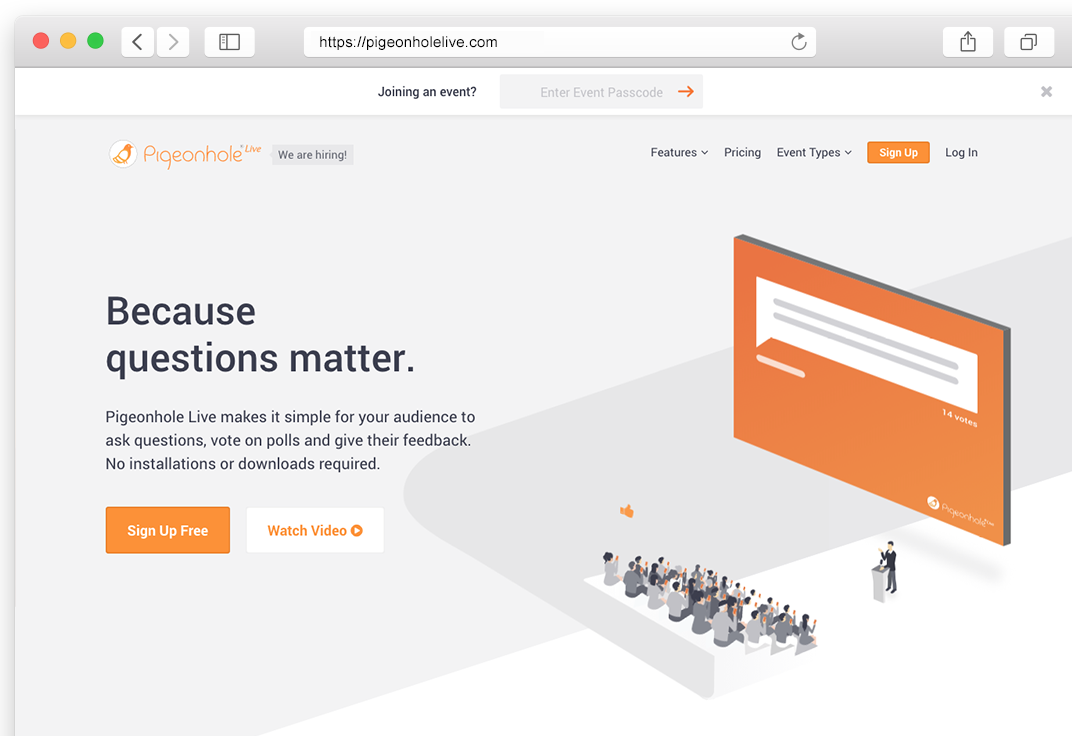 https://pigeonholelive.com
Joining an event? Enter Event Passcode
Pigeonhole Live We are hiring! Features Pricing Event Types Sign Up Log In
Because
questions matter.
Pigeonhole Live makes it simple for your audience to
ask questions, vote on polls and give their feedback.
No installations or downloads required.
Sign Up Free Watch Video
14 votes
Pigeonhole Live